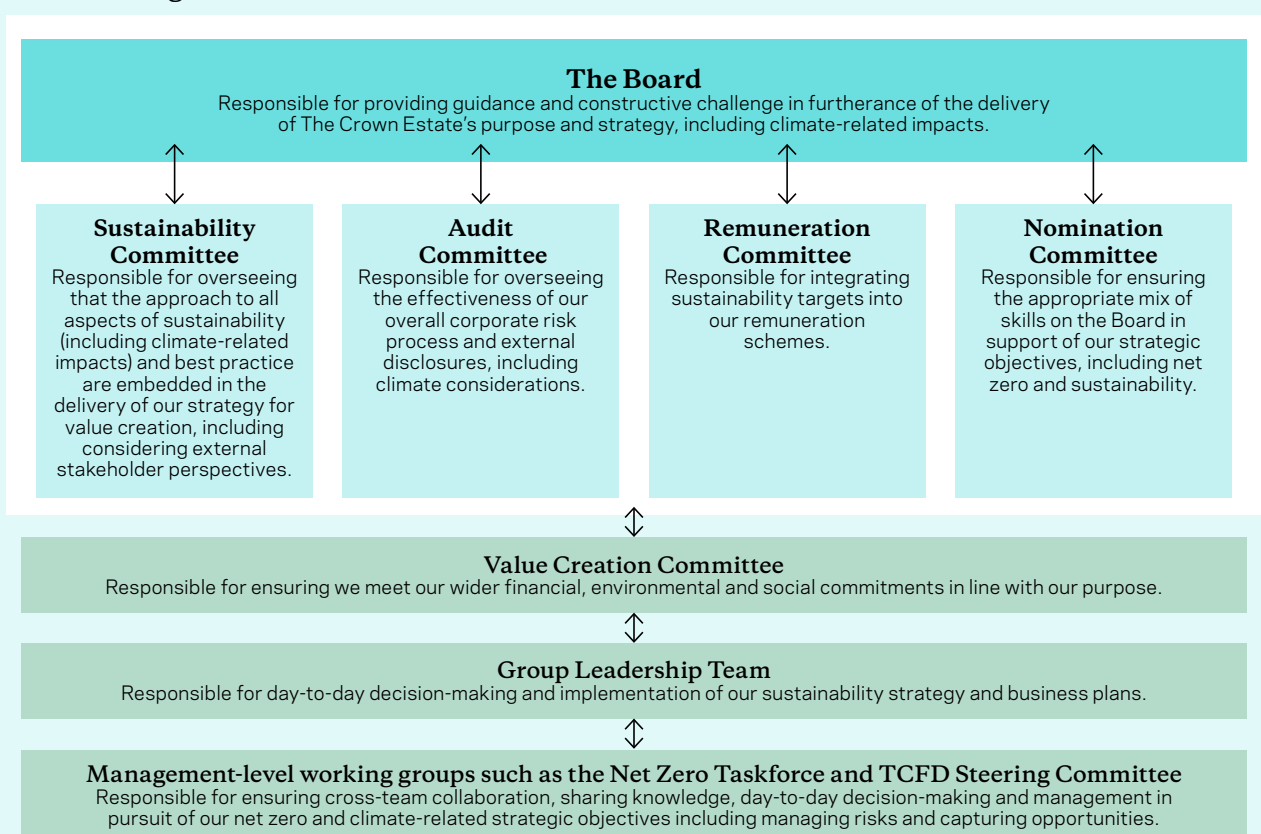 The Board
Responsible for providing guidance and constructive challenge in furtherance of the delivery
of The Crown Estate’s purpose and strategy, including climate-related impacts.
Sustainability
Committee
Responsible for overseeing
that the approach to all
aspects of sustainability
(including climate-related
impacts) and best practice
are embedded in the
delivery of our strategy for
value creation, including
considering external
stakeholder perspectives.
Audit
Committee
Responsible for overseeing
the effectiveness of our
overall corporate risk
process and external
disclosures, including
climate considerations.
Remuneration
Committee
Responsible for integrating
sustainability targets into
our remuneration
schemes.
Nomination
Committee
Responsible for ensuring
the appropriate mix of
skills on the Board in
support of our strategic
objectives, including net
zero and sustainability.
Value Creation Committee
Responsible for ensuring we meet our wider financial, environmental and social commitments in line with our purpose.
Group Leadership Team
Responsible for day-to-day decision-making and implementation of our sustainability strategy and business plans.
Management-level working groups such as the Net Zero Taskforce and TCFD Steering Committee
Responsible for ensuring cross-team collaboration, sharing knowledge, day-to-day decision-making and management in
pursuit of our net zero and climate-related strategic objectives including managing risks and capturing opportunities.